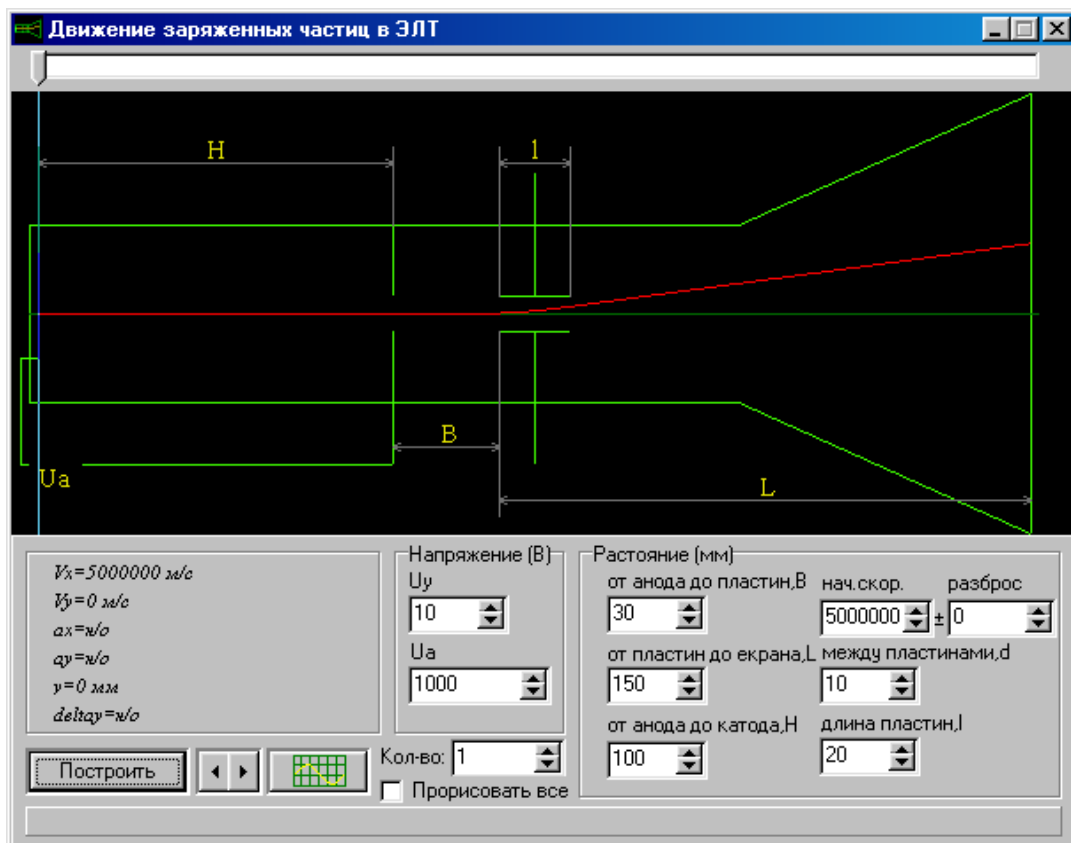 Движение заряженных частиц в ЭЛТ
H
l
B
L
Ua
Vx=5000000 м/с
Vy=0 м/с
ax=н/о
ay=н/о
y=0 мм
deltay=н/о
Построить
Напряжение (В)
Uy
10
Ua
1000
Кол-во: 1
Прорисовать все
Растояние (мм)
от анода до пластин,B
30
нач.скор.
разброс
5000000 ± 0
от пластин до екрана,L
150
между пластинами,d
10
от анода до катода,H
100
длина пластин,l
20